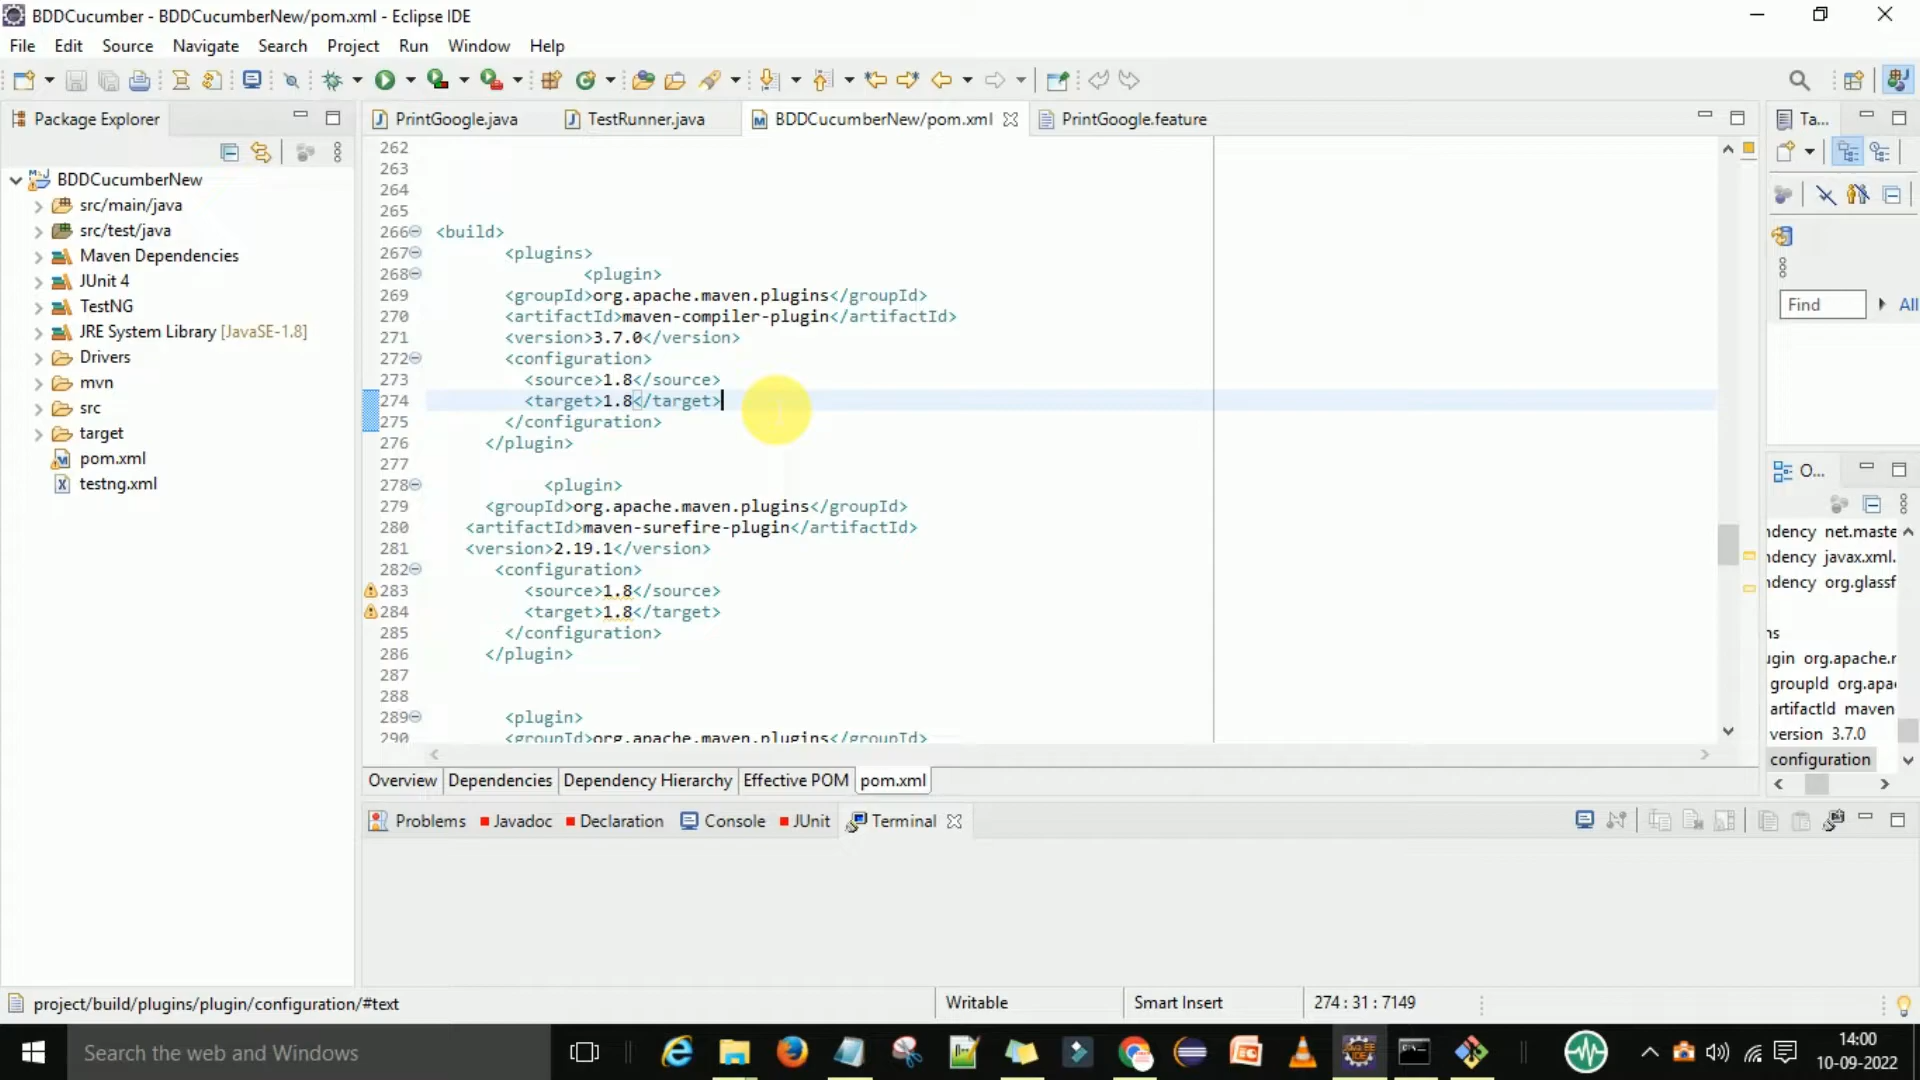 BDDCucumber - BDDCucumberNew/pom.xml - Eclipse IDE
File Edit Source Navigate Search Project Run Window Help
Package Explorer
PrintGoogle.java
TestRunner.java
BDDCucumberNew/pom.xml
PrintGoogle.feature
Ta...
BDDCucumberNew
src/main/java
src/test/java
Maven Dependencies
JUnit 4
TestNG
JRE System Library [JavaSE-1.8]
Drivers
mvn
src
target
pom.xml
testng.xml
262
263
264
265
266 <build>
267 <plugins>
268 <plugin>
269 <groupId>org.apache.maven.plugins</groupId>
270 <artifactId>maven-compiler-plugin</artifactId>
271 <version>3.7.0</version>
272 <configuration>
273 <source>1.8</source>
274 <target>1.8</target>
275 </configuration>
276 </plugin>
277
278 <plugin>
279 <groupId>org.apache.maven.plugins</groupId>
280 <artifactId>maven-surefire-plugin</artifactId>
281 <version>2.19.1</version>
282 <configuration>
283 <source>1.8</source>
284 <target>1.8</target>
285 </configuration>
286 </plugin>
287
288
289 <plugin>
290 <groupId>org.apache.maven.plugins</groupId>
Find
All
O...
ndency net.maste
ndency javax.xml.
ndency org.glassf
ns
ugin org.apache.r
groupId org.apa
artifactId maven
version 3.7.0
configuration
Overview Dependencies Dependency Hierarchy Effective POM pom.xml
Problems Javadoc Declaration Console JUnit Terminal
project/build/plugins/plugin/configuration/#text
Writable
Smart Insert
274 : 31 : 7149
Search the web and Windows
14:00
10-09-2022